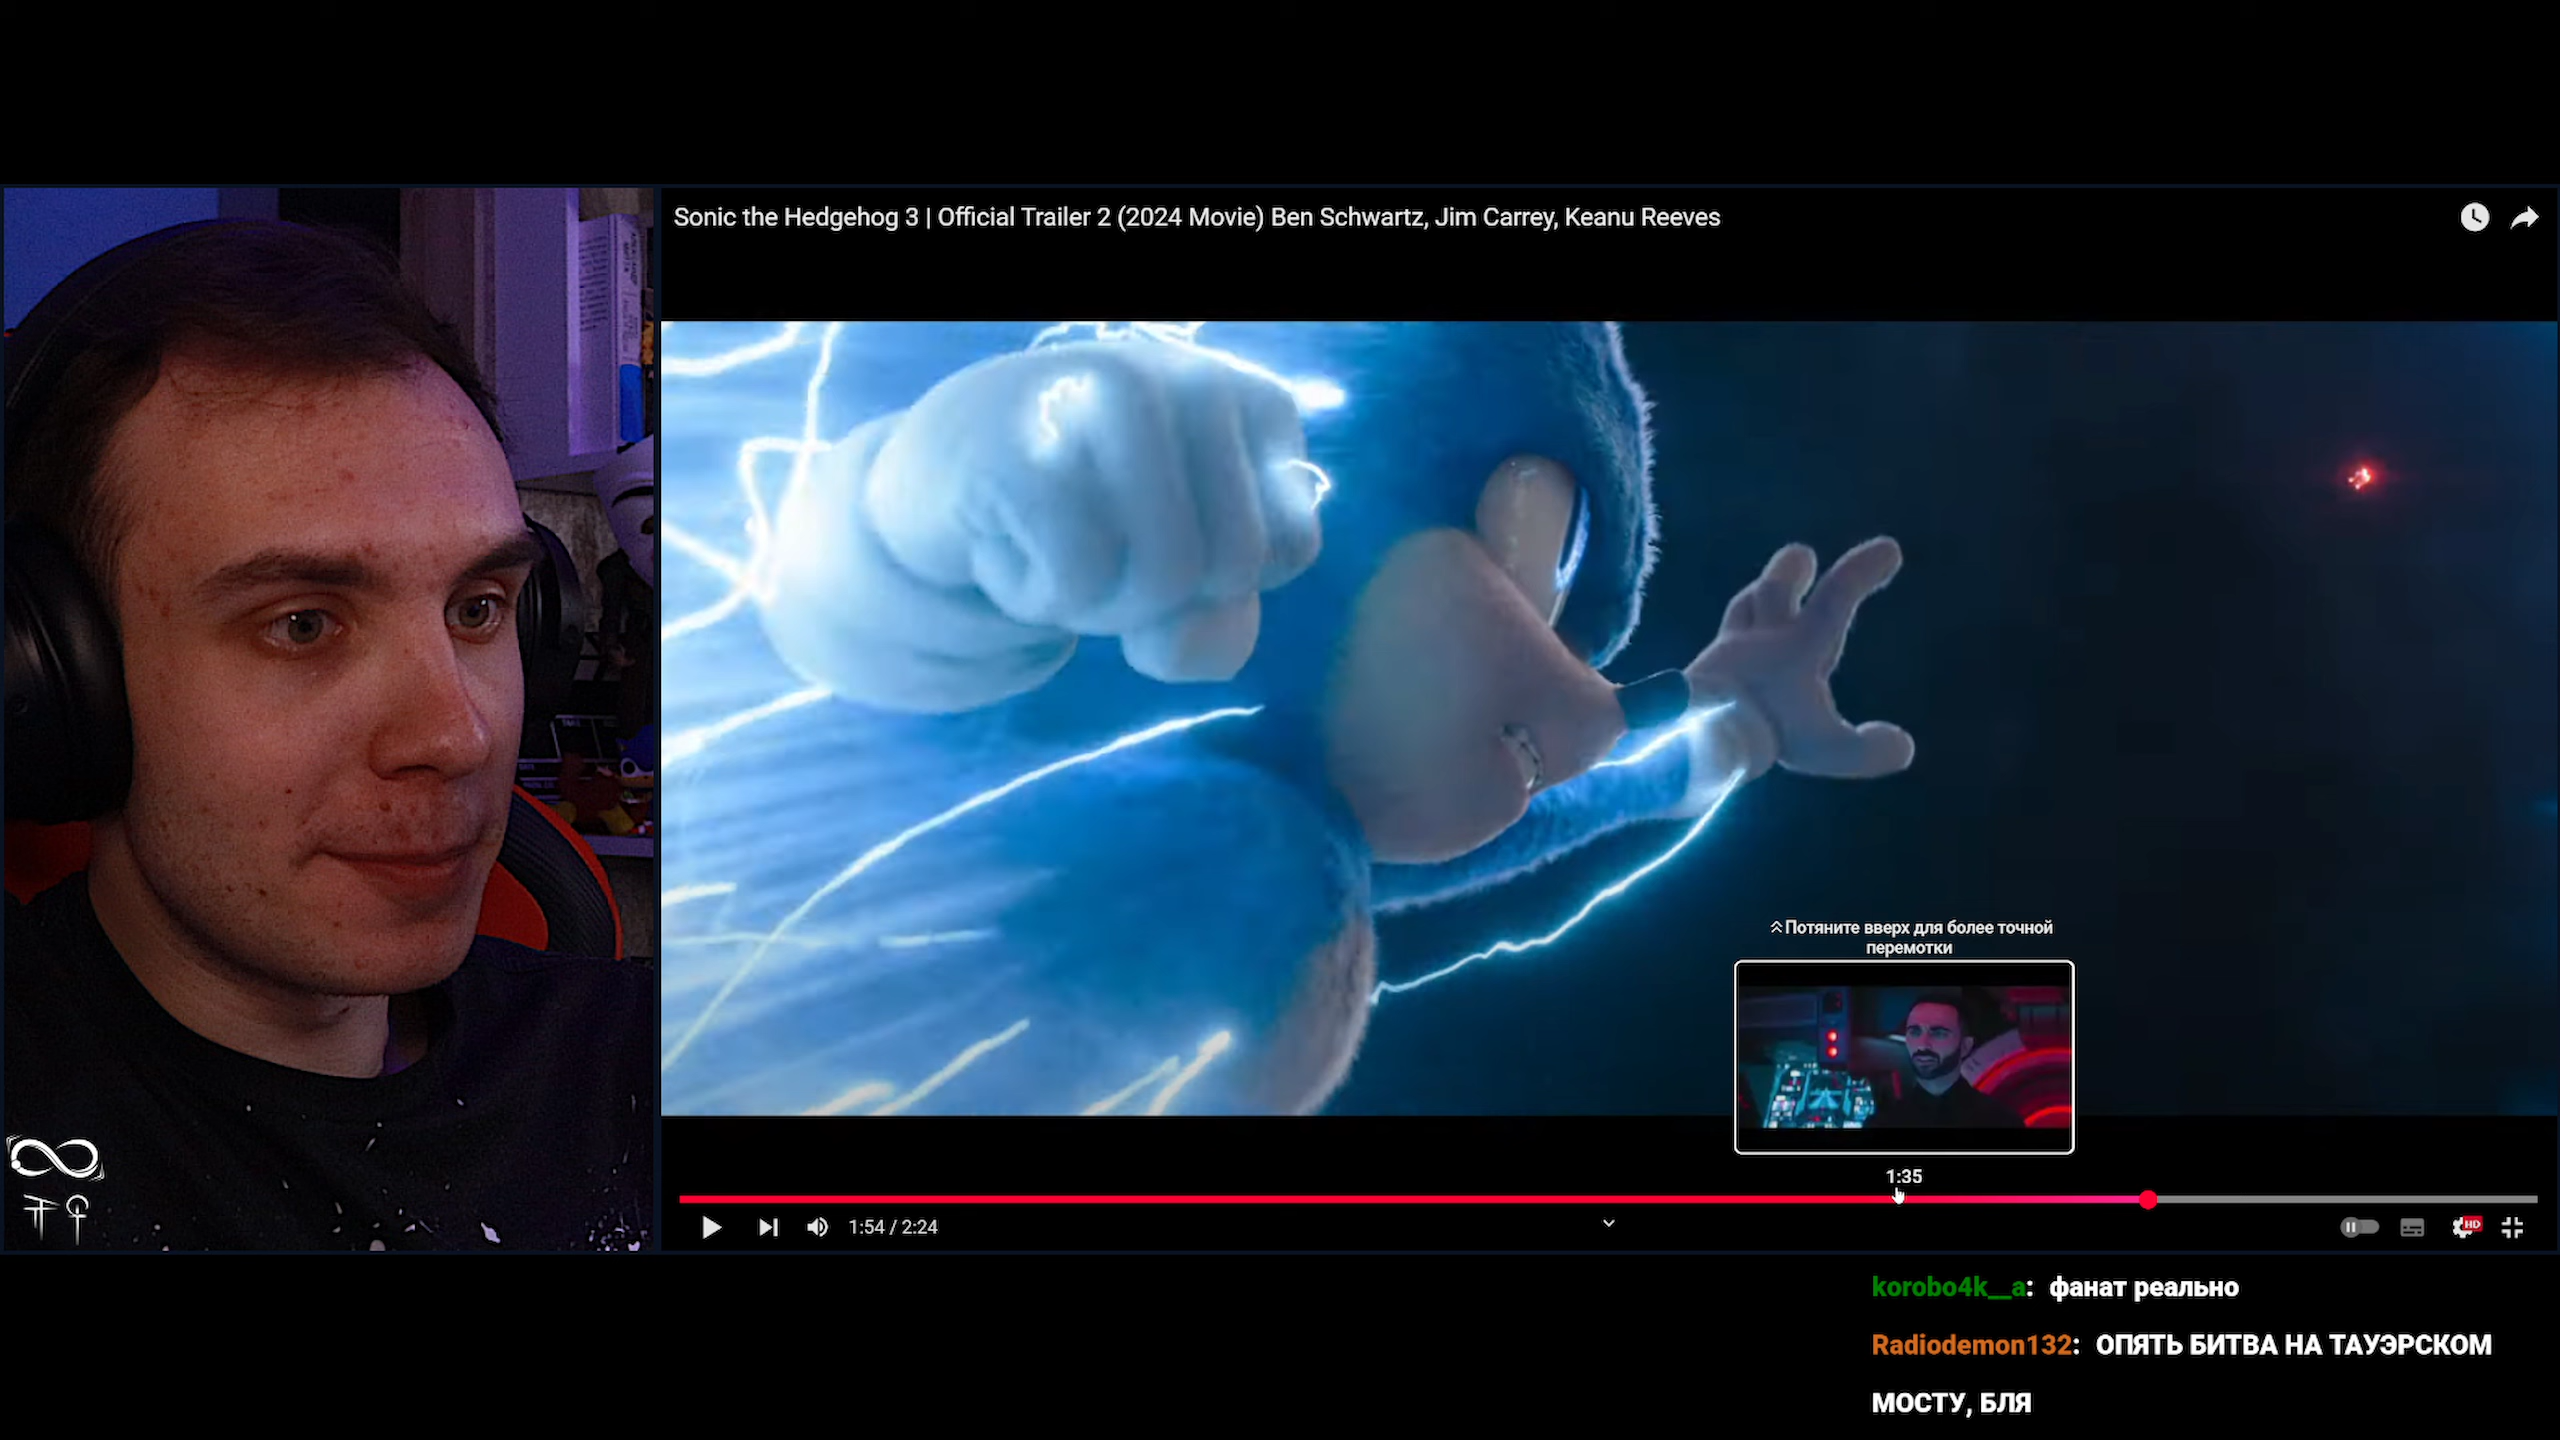 Sonic the Hedgehog 3 | Official Trailer 2 (2024 Movie) Ben Schwartz, Jim Carrey, Keanu Reeves
Потяните вверх для более точной
перемотки
1:35
1:54 / 2:24
HD
korobo4k__a: фанат реально
Radiodemon132: ОПЯТЬ БИТВА НА ТАУЭРСКОМ
МОСТУ, БЛЯ